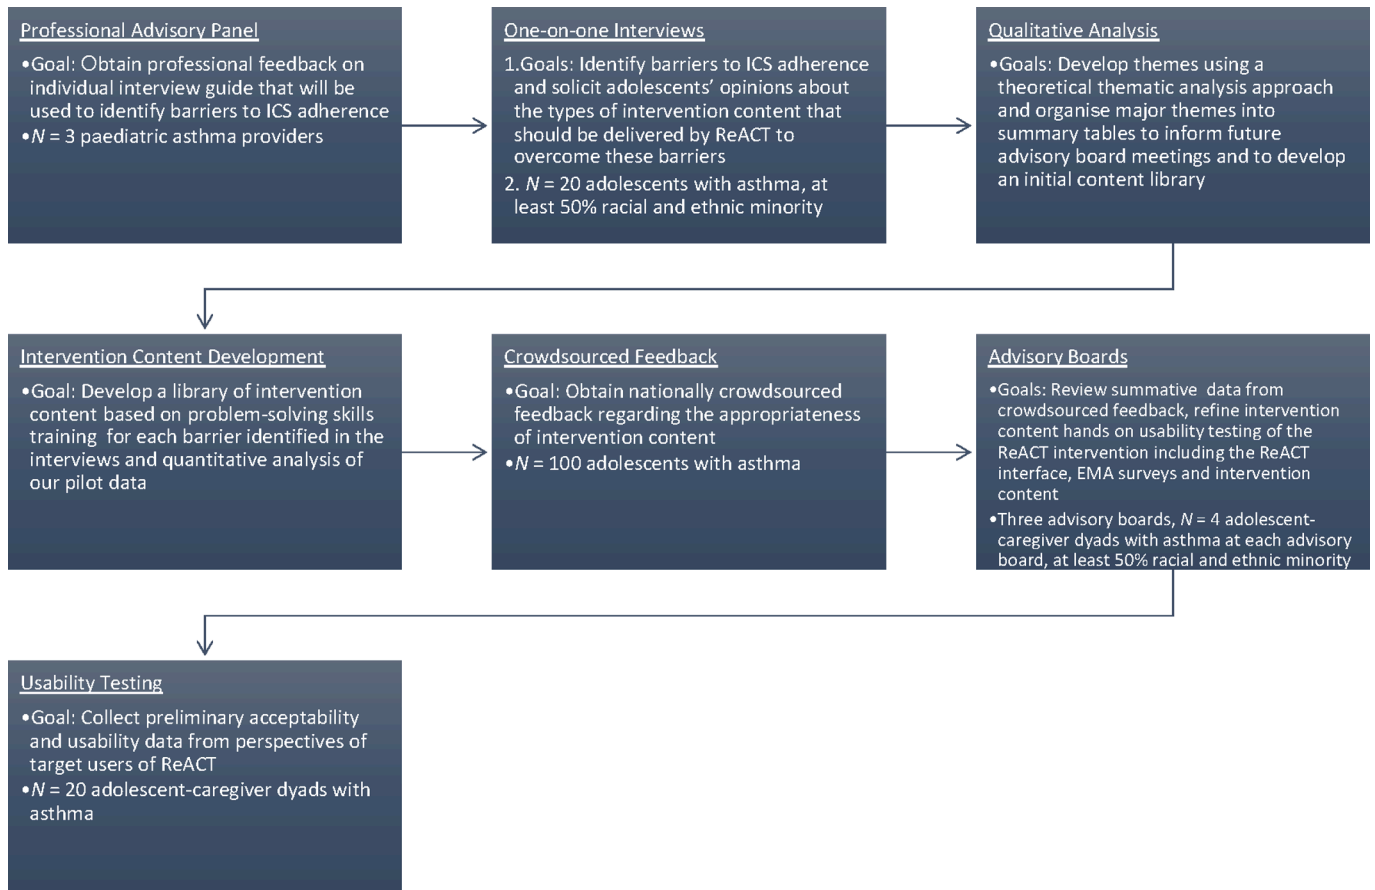 Professional Advisory Panel
•Goal: Obtain professional feedback on
individual interview guide that will be
used to identify barriers to ICS adherence
•N = 3 paediatric asthma providers
One-on-one Interviews
1.Goals: Identify barriers to ICS adherence
and solicit adolescents’ opinions about
the types of intervention content that
should be delivered by ReACT to
overcome these barriers
2. N = 20 adolescents with asthma, at
least 50% racial and ethnic minority
Qualitative Analysis
•Goals: Develop themes using a
theoretical thematic analysis approach
and organise major themes into
summary tables to inform future
advisory board meetings and to develop
an initial content library
Intervention Content Development
•Goal: Develop a library of intervention
content based on problem-solving skills
training for each barrier identified in the
interviews and quantitative analysis of
our pilot data
Crowdsourced Feedback
•Goal: Obtain nationally crowdsourced
feedback regarding the appropriateness
of intervention content
•N = 100 adolescents with asthma
Advisory Boards
•Goals: Review summative data from
crowdsourced feedback, refine intervention
content hands on usability testing of the
ReACT intervention including the ReACT
interface, EMA surveys and intervention
content
•Three advisory boards, N = 4 adolescent-
caregiver dyads with asthma at each advisory
board, at least 50% racial and ethnic minority
Usability Testing
•Goal: Collect preliminary acceptability
and usability data from perspectives of
target users of ReACT
•N = 20 adolescent-caregiver dyads with
asthma